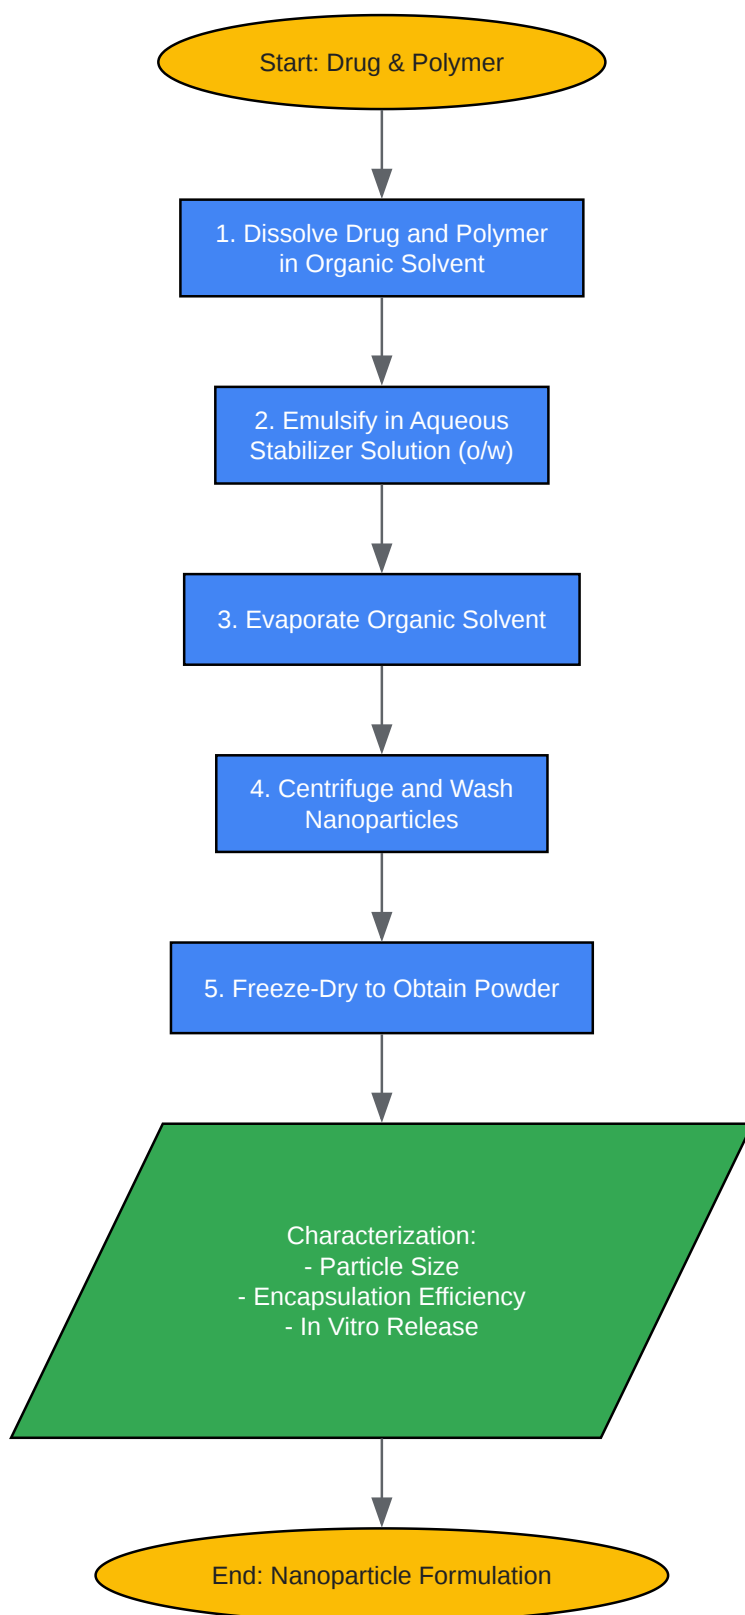 Start: Drug & Polymer
1. Dissolve Drug and Polymer
in Organic Solvent
2. Emulsify in Aqueous
Stabilizer Solution (o/w)
3. Evaporate Organic Solvent
4. Centrifuge and Wash
Nanoparticles
5. Freeze-Dry to Obtain Powder
Characterization:
- Particle Size
- Encapsulation Efficiency
- In Vitro Release
End: Nanoparticle Formulation